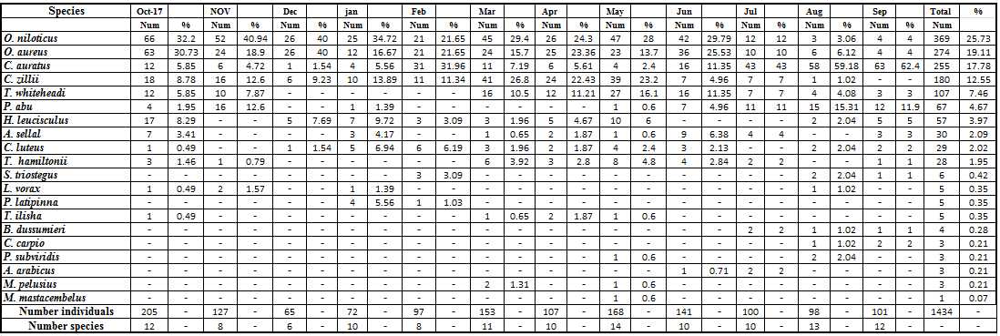 Species Oct-17 NOV Dec jan Feb Mar Apr May Jun Jul Aug Sep Total %
Num % Num % Num % Num % Num % Num % Num % Num % Num % Num % Num % Num % Num
O. niloticus 66 32.2 52 40.94 26 40 25 34.72 21 21.65 45 29.4 26 24.3 47 28 42 29.79 12 12 3 3.06 4 4 369 25.73
O. aureus 63 30.73 24 18.9 26 40 12 16.67 21 21.65 24 15.7 25 23.36 23 13.7 36 25.53 10 10 6 6.12 4 4 274 19.11
C. auratus 12 5.85 6 4.72 1 1.54 4 5.56 31 31.96 11 7.19 6 5.61 4 2.4 16 11.35 43 43 58 59.18 63 62.4 255 17.78
C. zillii 18 8.78 16 12.6 6 9.23 10 13.89 11 11.34 41 26.8 24 22.43 39 23.2 7 4.96 7 7 1 1.02 - - 180 12.55
T. whiteheadi 12 5.85 10 7.87 - - - - - - 16 10.5 12 11.21 27 16.1 16 11.35 7 7 4 4.08 3 3 107 7.46
P. abu 4 1.95 16 12.6 - - 1 1.39 - - - - - - 1 0.6 7 4.96 11 11 15 15.31 12 11.9 67 4.67
H. leucisculus 17 8.29 - - 5 7.69 7 9.72 3 3.09 3 1.96 5 4.67 10 6 - - - - 2 2.04 5 5 57 3.97
A. sellal 7 3.41 - - - - 3 4.17 - - 1 0.65 2 1.87 1 0.6 9 6.38 4 4 - - 3 3 30 2.09
C. luteus 1 0.49 - - 1 1.54 5 6.94 6 6.19 3 1.96 2 1.87 4 2.4 3 2.13 - - 2 2.04 2 2 29 2.02
T. hamiltonii 3 1.46 1 0.79 - - - - - - 6 3.92 3 2.8 8 4.8 4 2.84 2 2 - - 1 1 28 1.95
S. triostegus - - - - - - - - 3 3.09 - - - - - - - - - - 2 2.04 1 1 6 0.42
L. vorax 1 0.49 2 1.57 - - 1 1.39 - - - - - - - - - - - - 1 1.02 - - 5 0.35
P. latipinna - - - - - - 4 5.56 1 1.03 - - - - - - - - - - - - - - 5 0.35
T. ilisha 1 0.49 - - - - - - - - 1 0.65 2 1.87 1 0.6 - - - - - - - - 5 0.35
B. dussumieri - - - - - - - - - - - - - - - - - - 2 2 1 1.02 1 1 4 0.28
C. carpio - - - - - - - - - - - - - - - - - - - - 1 1.02 2 2 3 0.21
P. subviridis - - - - - - - - - - - - - - 1 0.6 - - - - 2 2.04 - - 3 0.21
A. arabicus - - - - - - - - - - - - - - - - 1 0.71 2 2 - - - - 3 0.21
M. pelusius - - - - - - - - - - 2 1.31 - - 1 0.6 - - - - - - - - 3 0.21
M. mastacembelus - - - - - - - - - - - - - - 1 0.6 - - - - - - - - 1 0.07
Number individuals 205 - 127 - 65 - 72 - 97 - 153 - 107 - 168 - 141 - 100 - 98 - 101 - 1434 -
Number species 12 - 8 - 6 - 10 - 8 - 11 - 10 - 14 - 10 - 10 - 13 - 12 - - -